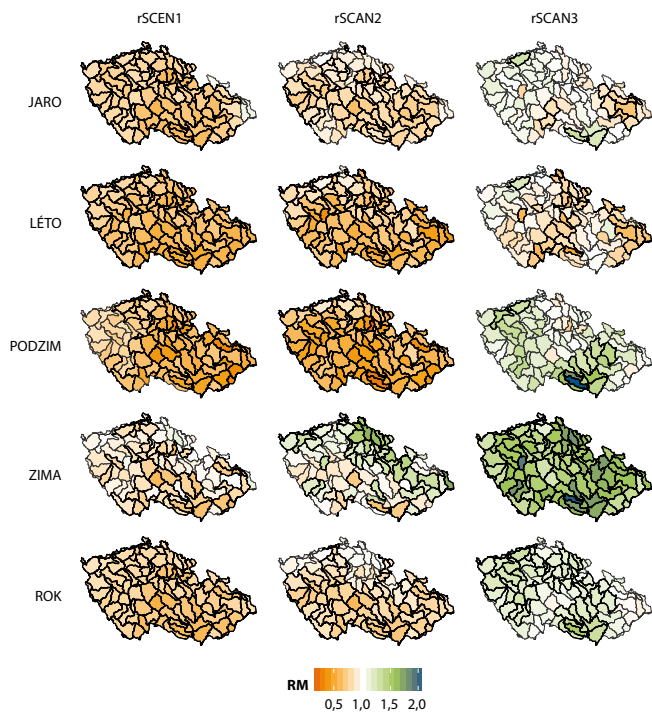 rSCEN1 rSCAN2 rSCAN3
JARO
LÉTO
PODZIM
ZIMA
ROK
RM
0,5 1,0 1,5 2,0